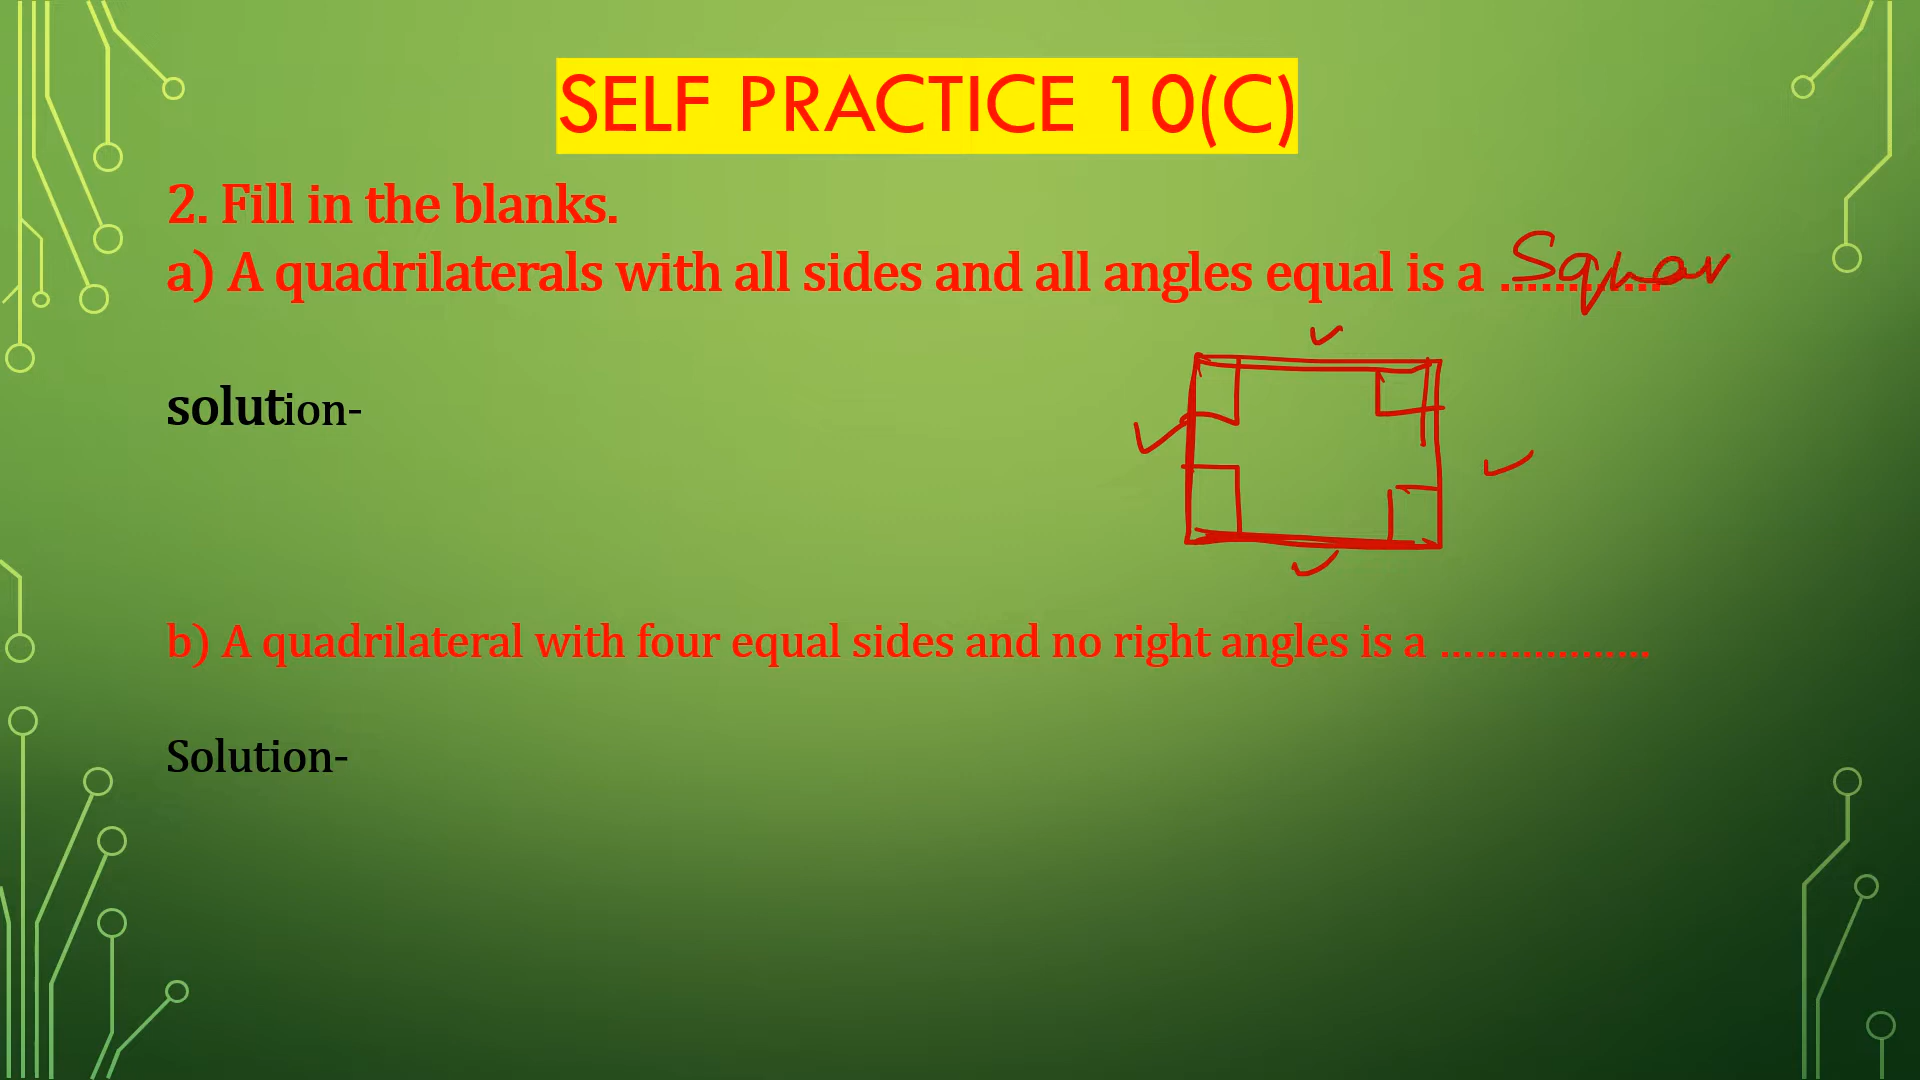 SELF PRACTICE 10(C)
2. Fill in the blanks.
a) A quadrilaterals with all sides and all angles equal is a ............ Squar
solution-
b) A quadrilateral with four equal sides and no right angles is a ..................
Solution-